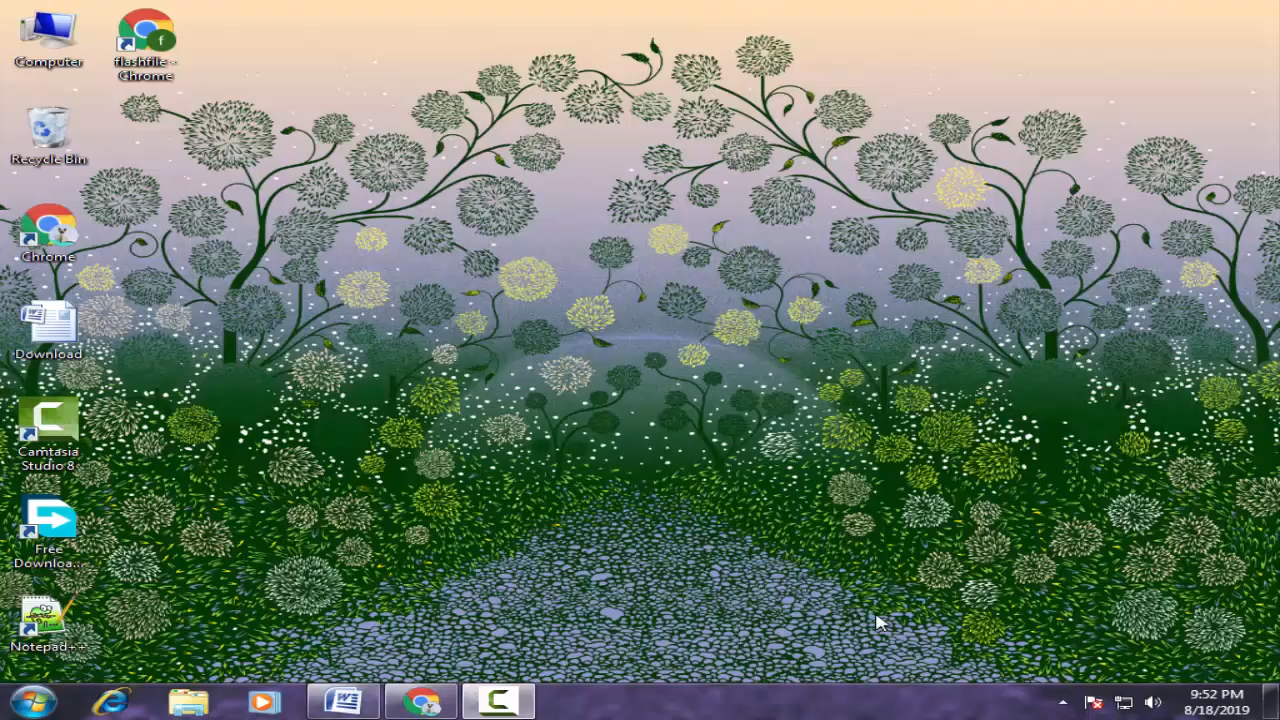 Computer
flashfile -
Chrome
Recycle Bin
Chrome
Download
Camtasia
Studio 8
Free
Downloa...
Notepad++
9:52 PM
8/18/2019